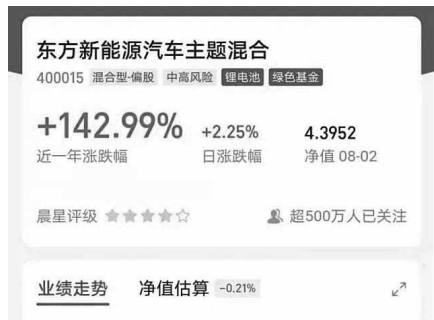 东方新能源汽车主题混合
400015 混合型-偏股 中高风险 锂电池 绿色基金
+142.99% +2.25% 4.3952
近一年涨跌幅 日涨跌幅 净值 08-02
晨星评级 超500万人已关注
业绩走势 净值估算 -0.21%